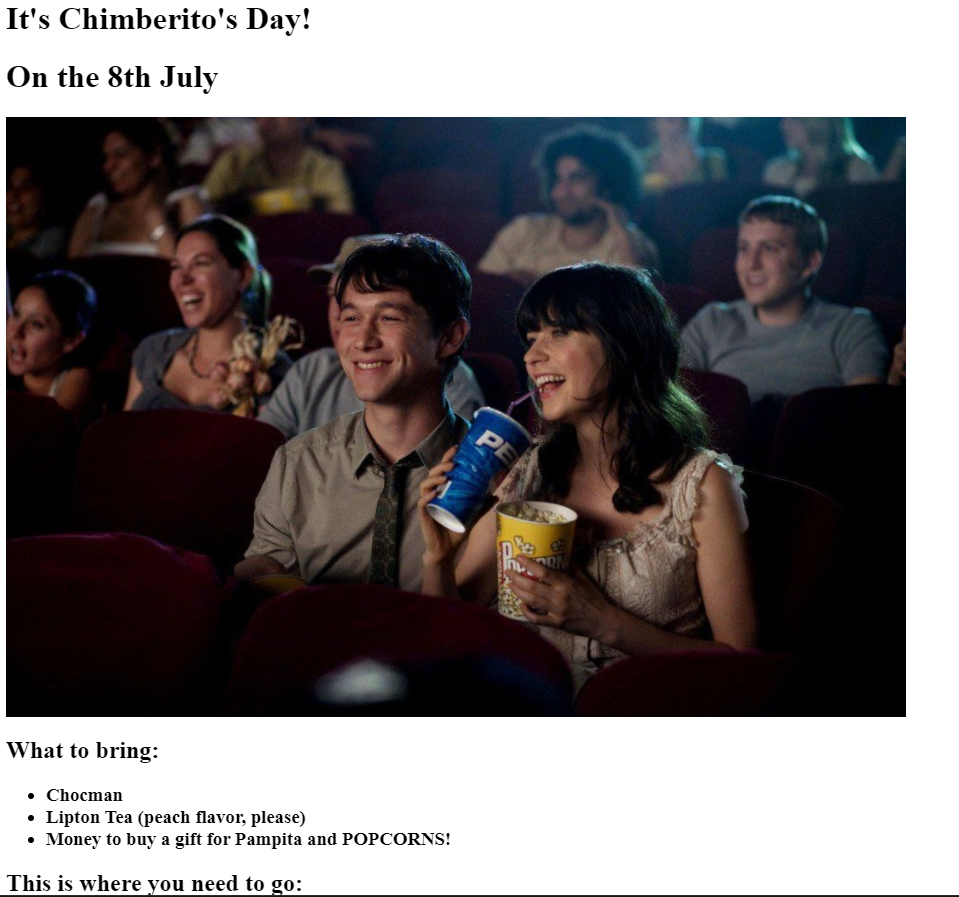 It's Chimberito's Day!
On the 8th July
PE
POPCORN
What to bring:
• Chocman
• Lipton Tea (peach flavor, please)
• Money to buy a gift for Pampita and POPCORNS!
This is where you need to go: